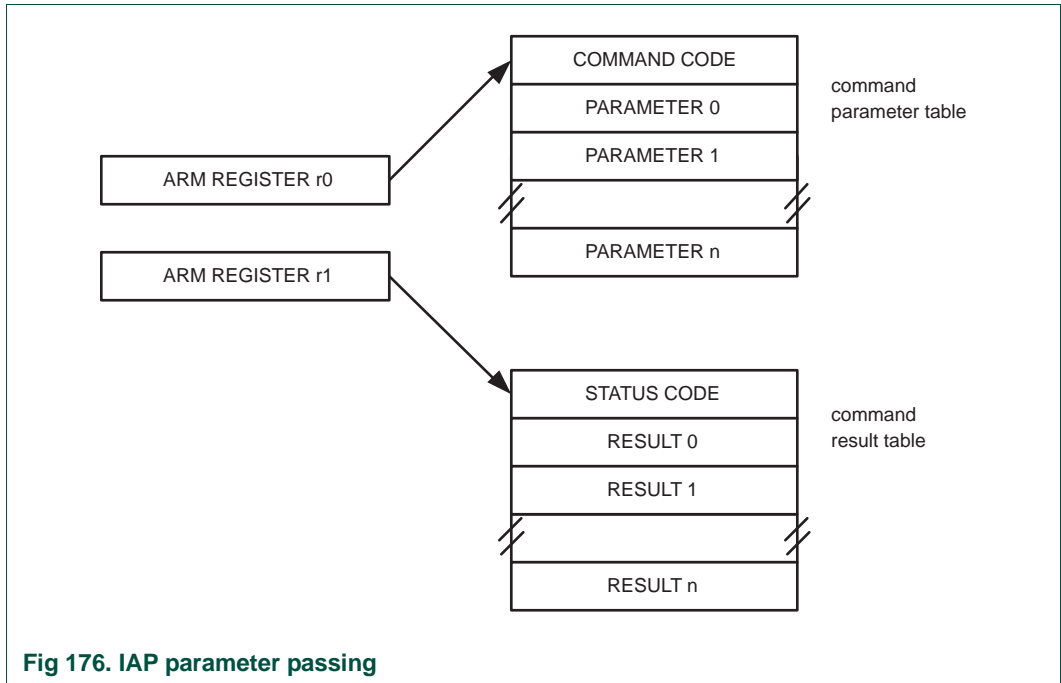 COMMAND CODE
PARAMETER 0
PARAMETER 1
PARAMETER n
command
parameter table
ARM REGISTER r0
ARM REGISTER r1
STATUS CODE
RESULT 0
RESULT 1
RESULT n
command
result table
Fig 176. IAP parameter passing